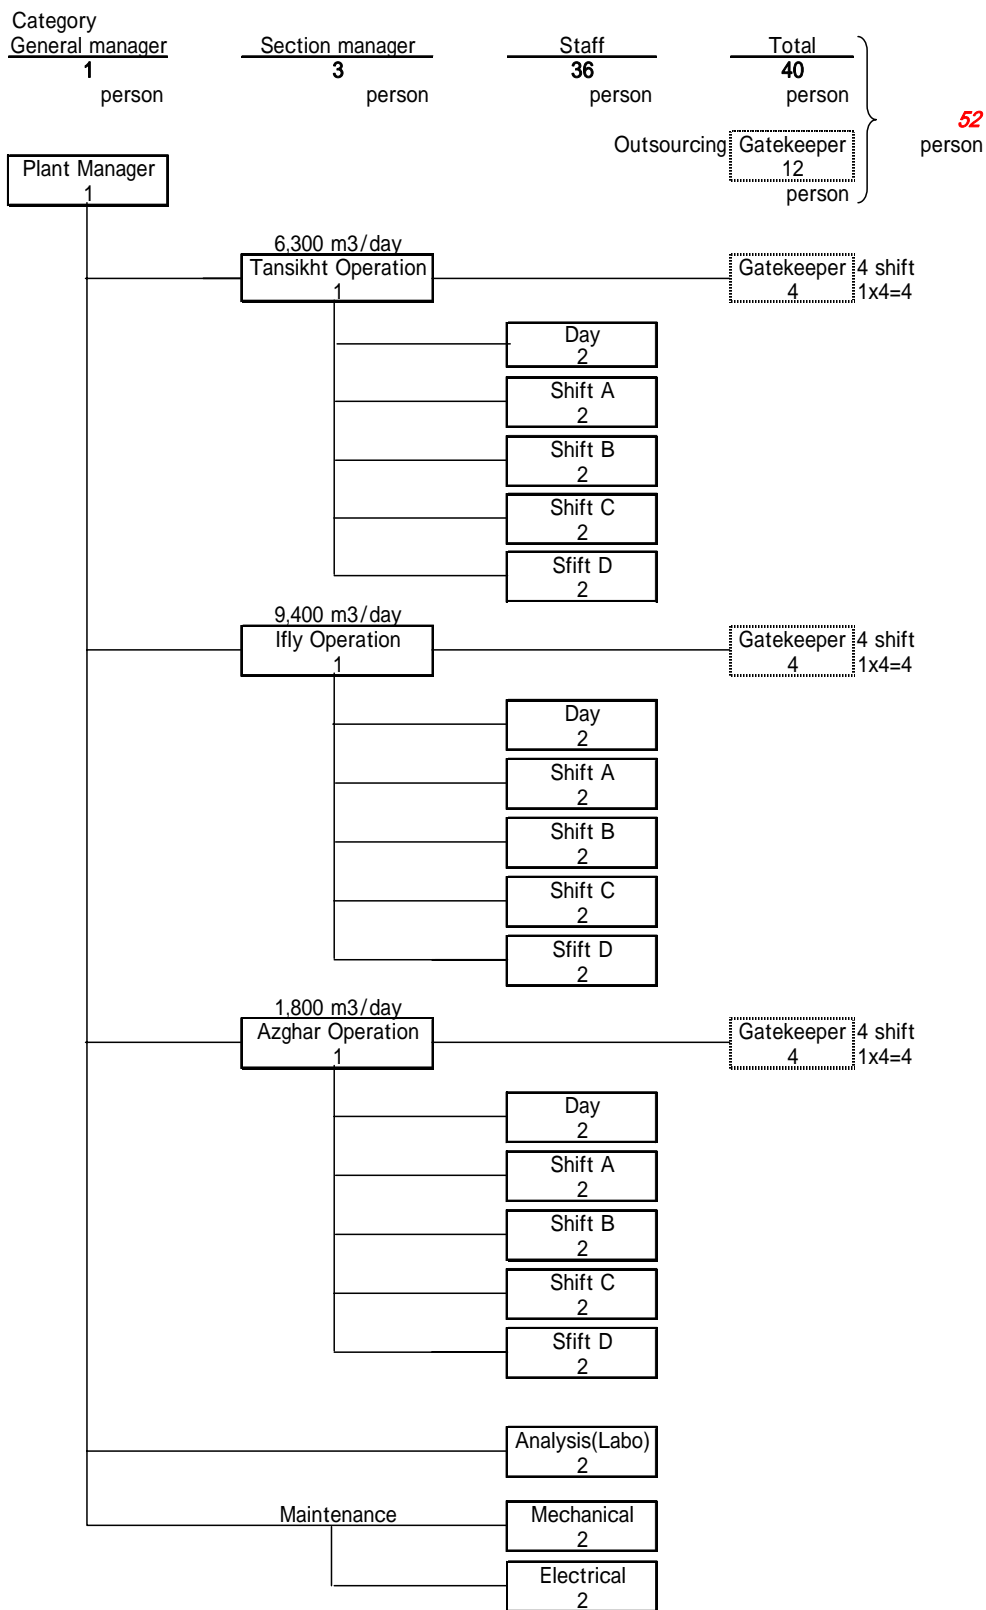 Category
General manager Section manager Staff Total
1 3 36 40
person person person person
52
person
Outsourcing Gatekeeper
12
person
Plant Manager
1
6,300 m3/day
Tansikht Operation Gatekeeper 4 shift
1 4 1x4=4
Day
2
Shift A
2
Shift B
2
Shift C
2
Sfift D
2
9,400 m3/day
Ifly Operation Gatekeeper 4 shift
1 4 1x4=4
Day
2
Shift A
2
Shift B
2
Shift C
2
Sfift D
2
1,800 m3/day
Azghar Operation Gatekeeper 4 shift
1 4 1x4=4
Day
2
Shift A
2
Shift B
2
Shift C
2
Sfift D
2
Analysis(Labo)
2
Maintenance Mechanical
2
Electrical
2